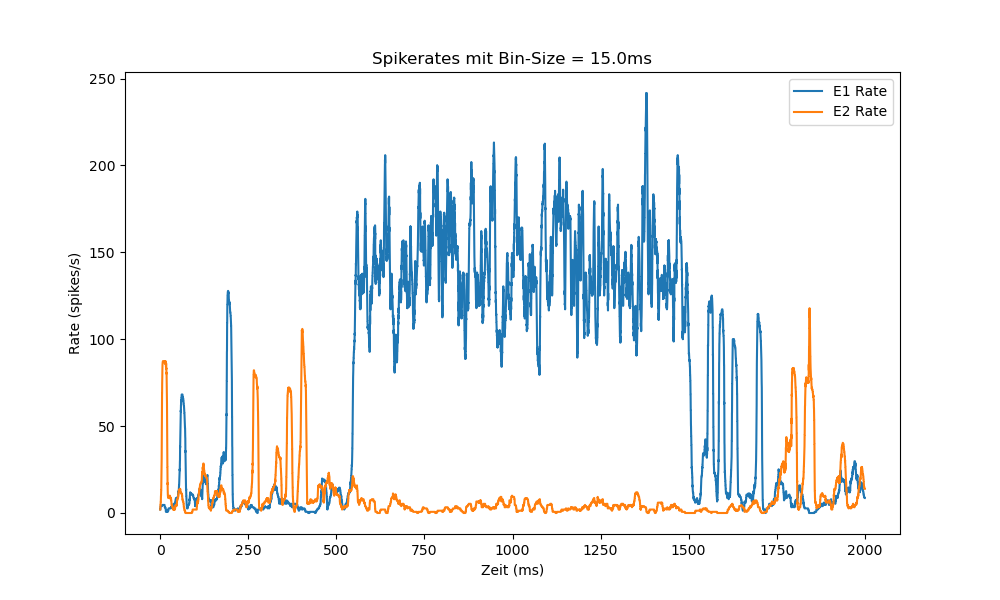 Spikerates mit Bin-Size = 15.0ms
E1 Rate
E2 Rate
Rate (spikes/s)
250
200
150
100
50
0
0 250 500 750 1000 1250 1500 1750 2000
Zeit (ms)